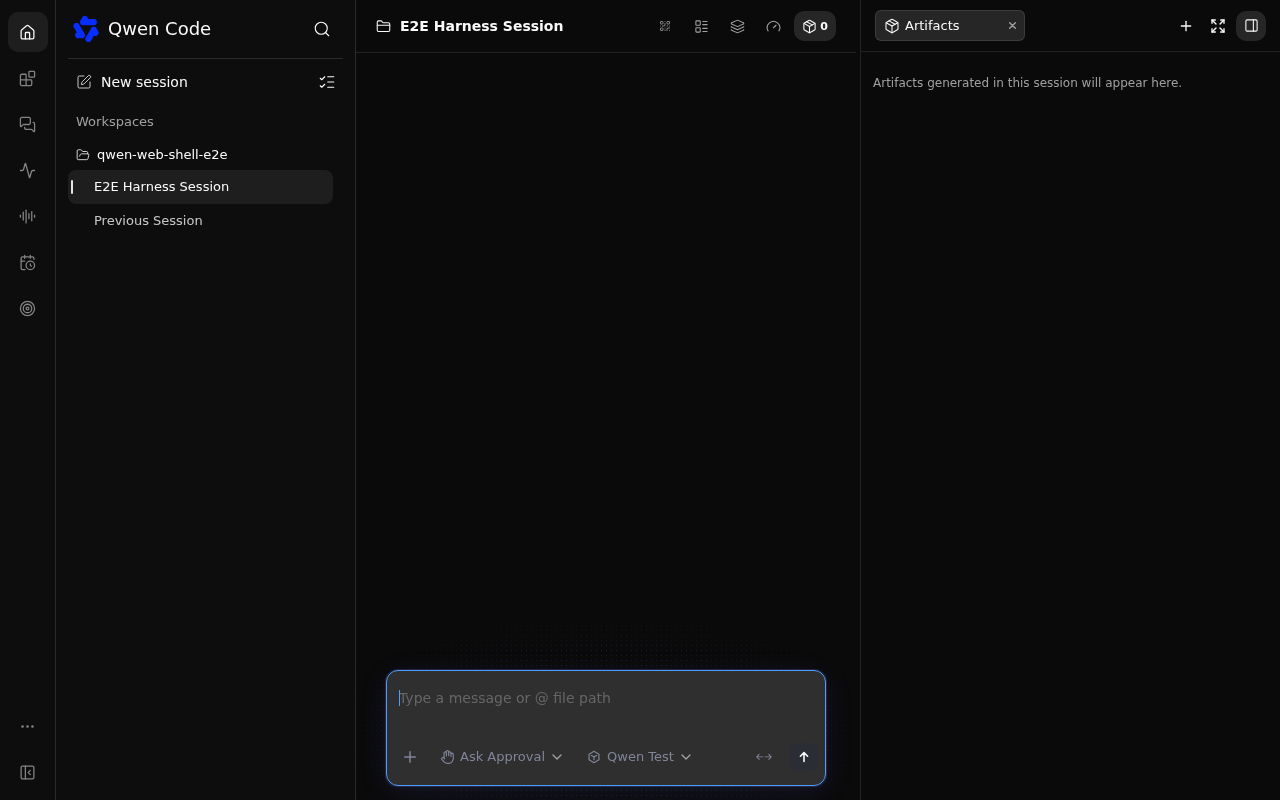 Qwen Code
New session
Workspaces
qwen-web-shell-e2e
E2E Harness Session
Previous Session
E2E Harness Session
0
Type a message or @ file path
Ask Approval
Qwen Test
Artifacts
Artifacts generated in this session will appear here.